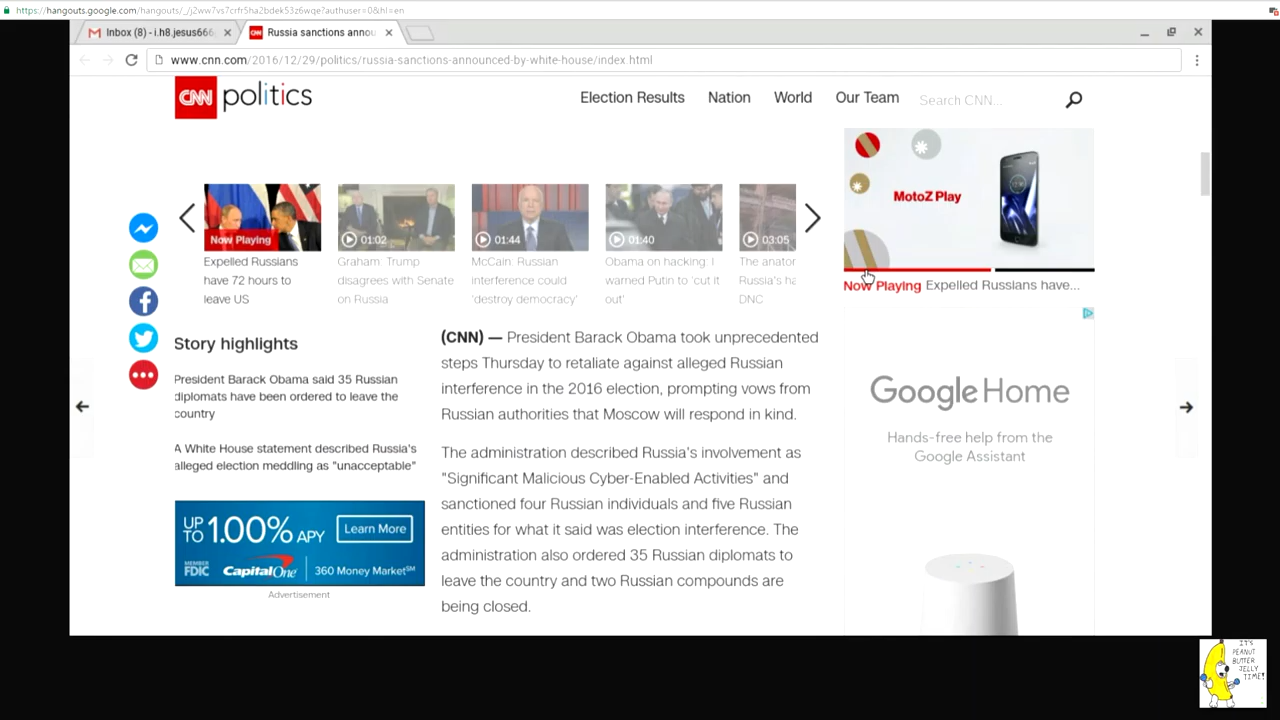 https://hangouts.google.com/hangouts/_/j2ww7vs7crfr5ha2bdek53z6wqe?authuser=0&hl=en
Inbox (8) - i.h8.jesus666
CNN Russia sanctions annou
www.cnn.com/2016/12/29/politics/russia-sanctions-announced-by-white-house/index.html
CNN politics
Election Results
Nation
World
Our Team
Search CNN...
MotoZ Play
Now Playing Expelled Russians have...
Now Playing
01:02
01:44
01:40
03:05
Expelled Russians
have 72 hours to
leave US
Graham: Trump
disagrees with Senate
on Russia
McCain: Russian
interference could
'destroy democracy'
Obama on hacking: I
warned Putin to 'cut it
out'
The anator
Russia's ha
DNC
Story highlights
President Barack Obama said 35 Russian
diplomats have been ordered to leave the
country
A White House statement described Russia's
alleged election meddling as "unacceptable"
UP
TO 1.00% APY
Learn More
MEMBER
FDIC
Capital One
360 Money Market SM
Advertisement
(CNN) — President Barack Obama took unprecedented
steps Thursday to retaliate against alleged Russian
interference in the 2016 election, prompting vows from
Russian authorities that Moscow will respond in kind.
The administration described Russia's involvement as
"Significant Malicious Cyber-Enabled Activities" and
sanctioned four Russian individuals and five Russian
entities for what it said was election interference. The
administration also ordered 35 Russian diplomats to
leave the country and two Russian compounds are
being closed.
Google Home
Hands-free help from the
Google Assistant
IT'S
PEANUT
BUTTER
JELLY
TIME!